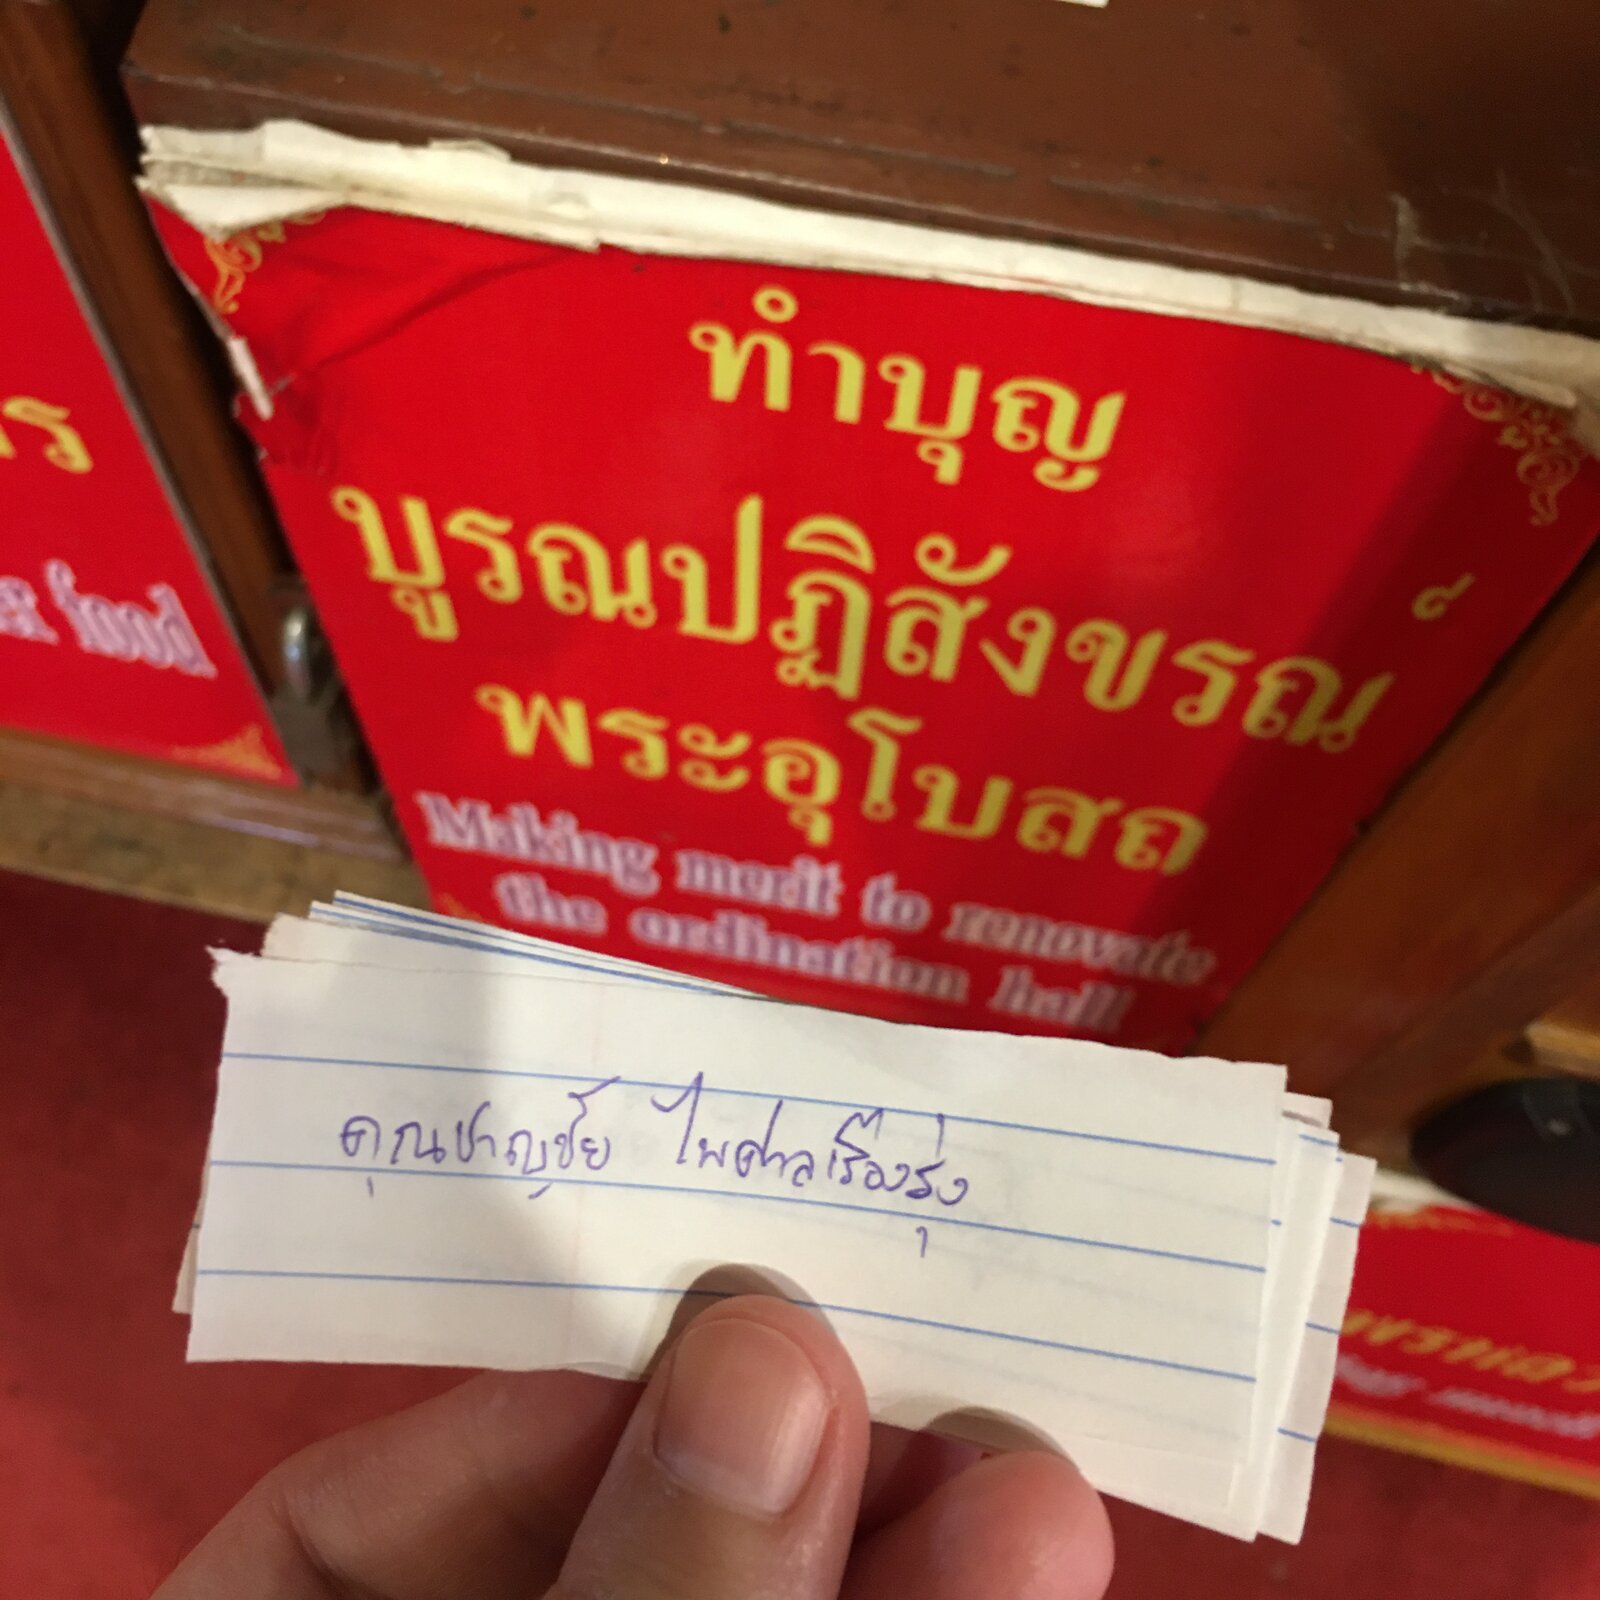 ทำบุญ
บูรณปฏิสังขรณ์
พระอุโบสถ
Making merit to renovate
the ordination hall
food
คุณชาญชัย ไพศาลเรืองรุ่ง